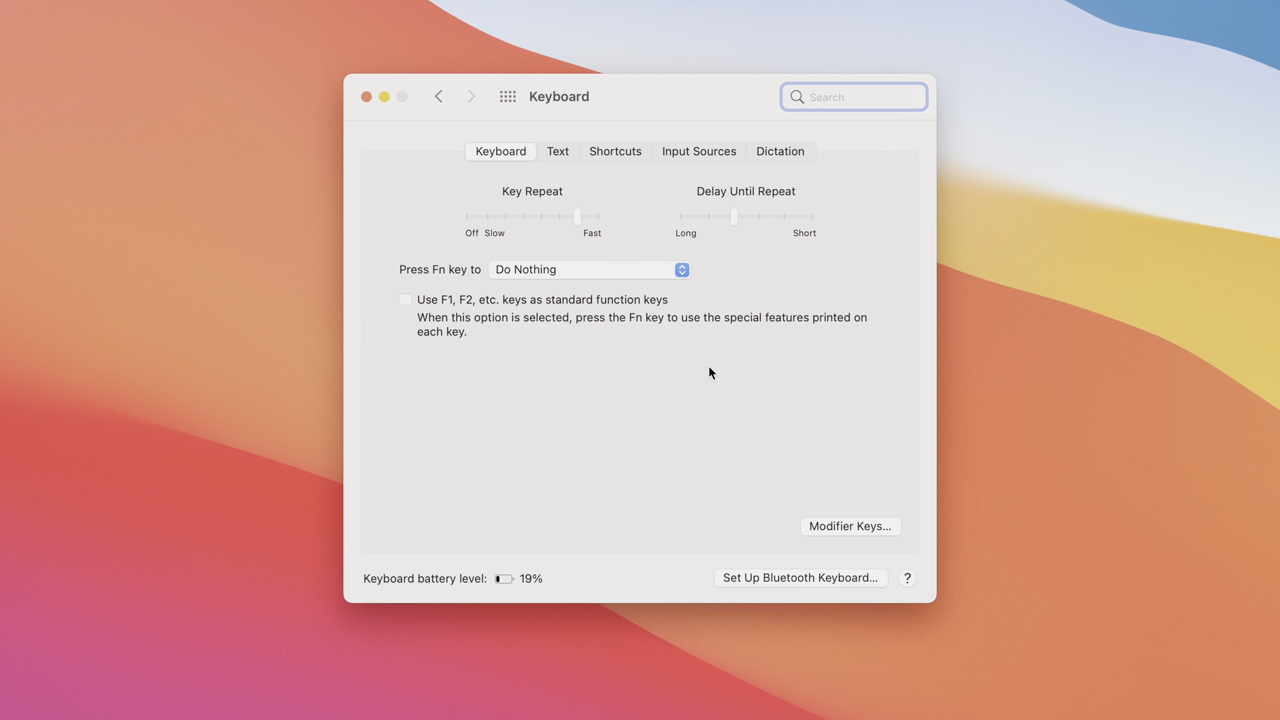 Keyboard
Search
Keyboard Text Shortcuts Input Sources Dictation
Key Repeat Delay Until Repeat
Off Slow Fast Long Short
Press Fn key to Do Nothing
Use F1, F2, etc. keys as standard function keys
When this option is selected, press the Fn key to use the special features printed on
each key.
Modifier Keys...
Keyboard battery level: 19% Set Up Bluetooth Keyboard... ?